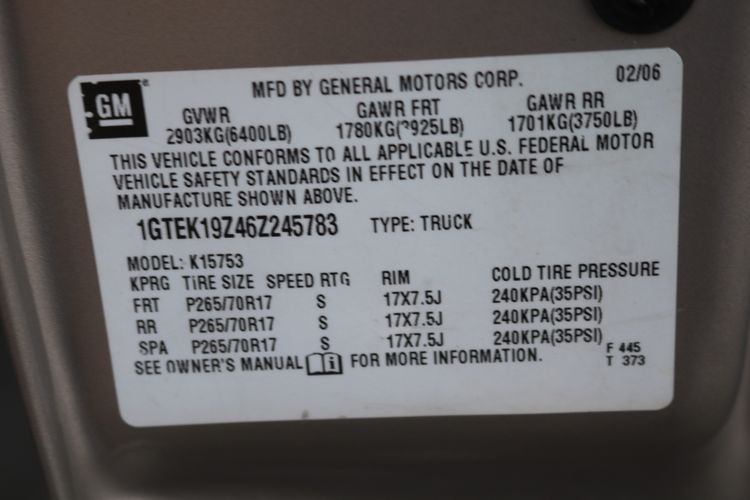 GM
MFD BY GENERAL MOTORS CORP. 02/06
GVWR GAWR FRT GAWR RR
2903KG(6400LB) 1780KG(3925LB) 1701KG(3750LB)
THIS VEHICLE CONFORMS TO ALL APPLICABLE U.S. FEDERAL MOTOR
VEHICLE SAFETY STANDARDS IN EFFECT ON THE DATE OF
MANUFACTURE SHOWN ABOVE.
1GTEK19Z46Z245783 TYPE: TRUCK
MODEL: K15753
KPRG TIRE SIZE SPEED RTG RIM COLD TIRE PRESSURE
FRT P265/70R17 S 17X7.5J 240KPA(35PSI)
RR P265/70R17 S 17X7.5J 240KPA(35PSI)
SPA P265/70R17 S 17X7.5J 240KPA(35PSI)
SEE OWNER'S MANUAL i FOR MORE INFORMATION.
F 445
T 373